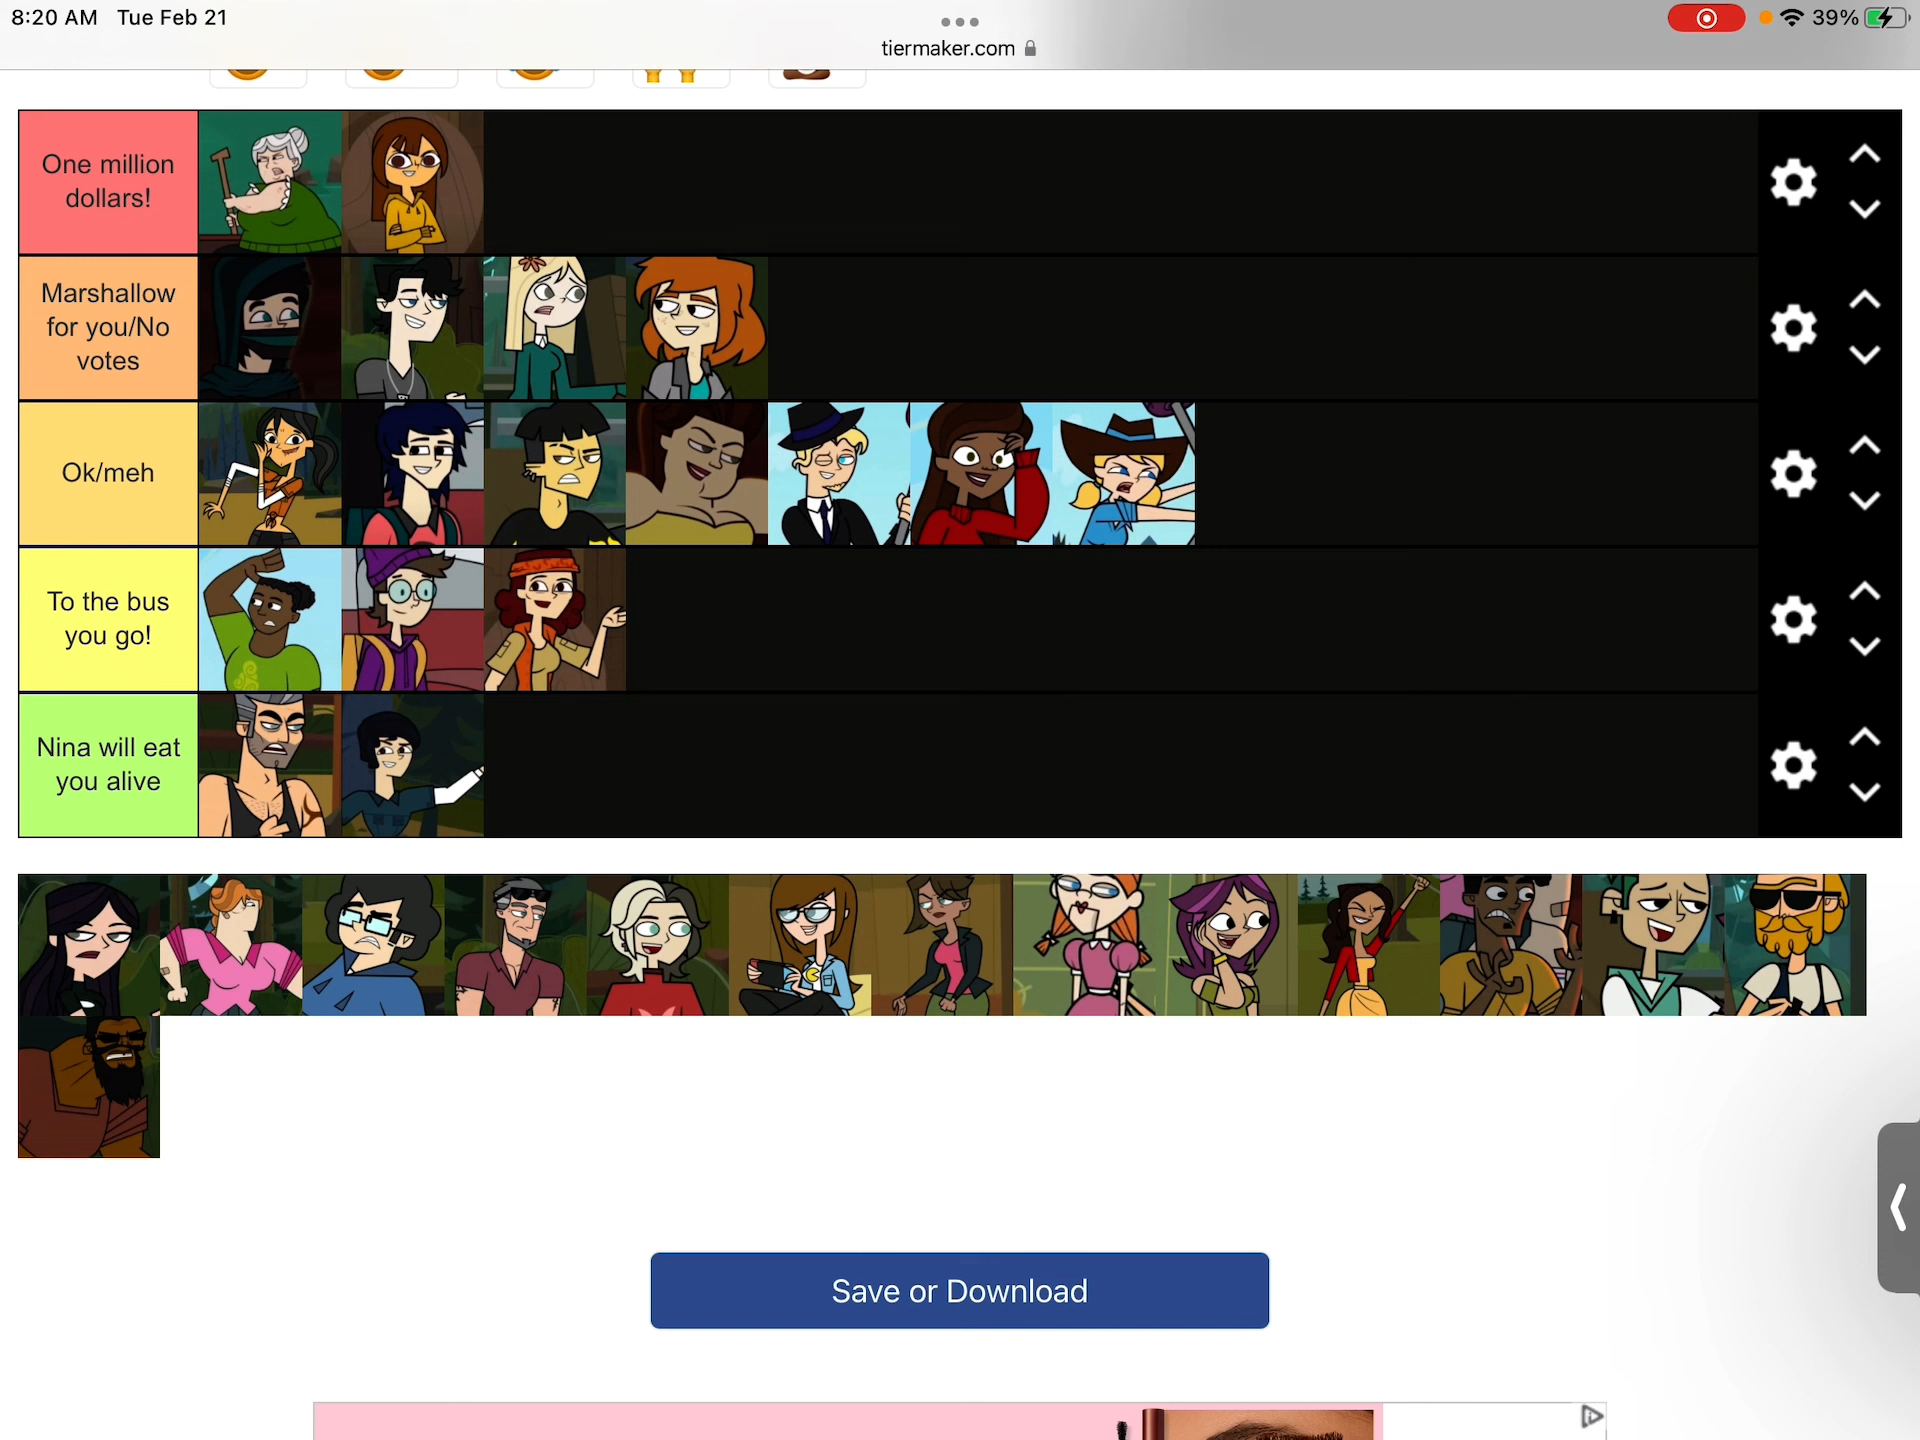 8:20 AM Tue Feb 21
39%
tiermaker.com
One million
dollars!
Marshallow
for you/No
votes
Ok/meh
To the bus
you go!
Nina will eat
you alive
Save or Download